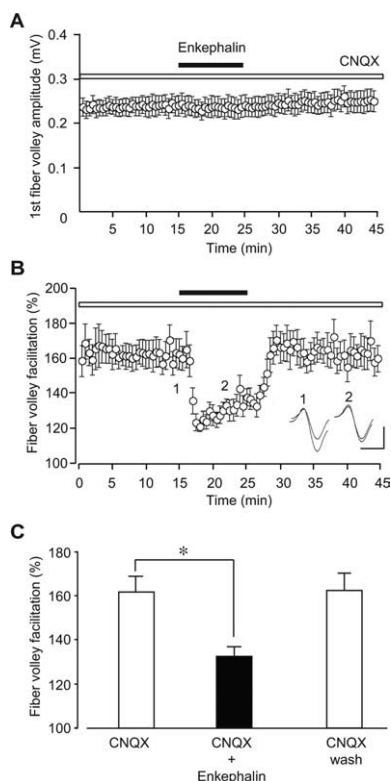 A
Enkephalin
CNQX
1st fiber volley amplitude (mV)
0.4
0.3
0.2
0
5 10 15 20 25 30 35 40 45
Time (min)
B
Fiber volley facilitation (%)
200
180
160
140
120
100
1
2
1 2
5 10 15 20 25 30 35 40 45
Time (min)
C
Fiber volley facilitation (%)
180
160
140
120
100
*
CNQX
CNQX
+
Enkephalin
CNQX
wash